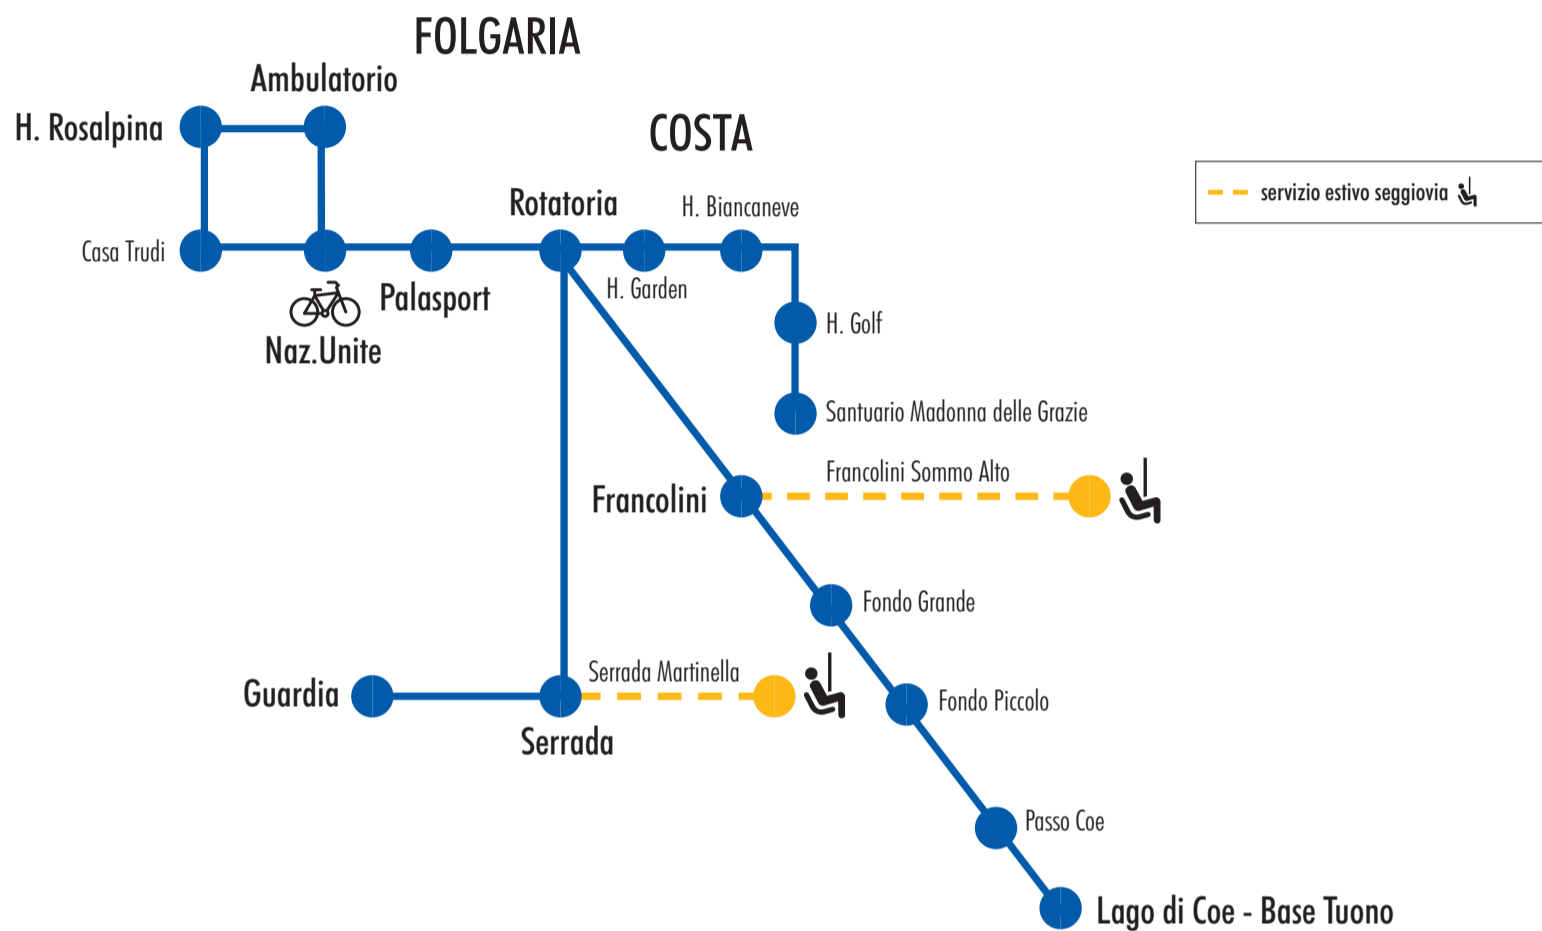 FOLGARIA
Ambulatorio
H. Rosalpina
COSTA
servizio estivo seggiovia
Rotatoria
H. Biancaneve
Casa Trudi
H. Garden
Palasport
Naz.Unite
H. Golf
Santuario Madonna delle Grazie
Francolini Sommo Alto
Francolini
Fondo Grande
Serrada Martinella
Guardia
Fondo Piccolo
Serrada
Passo Coe
Lago di Coe - Base Tuono